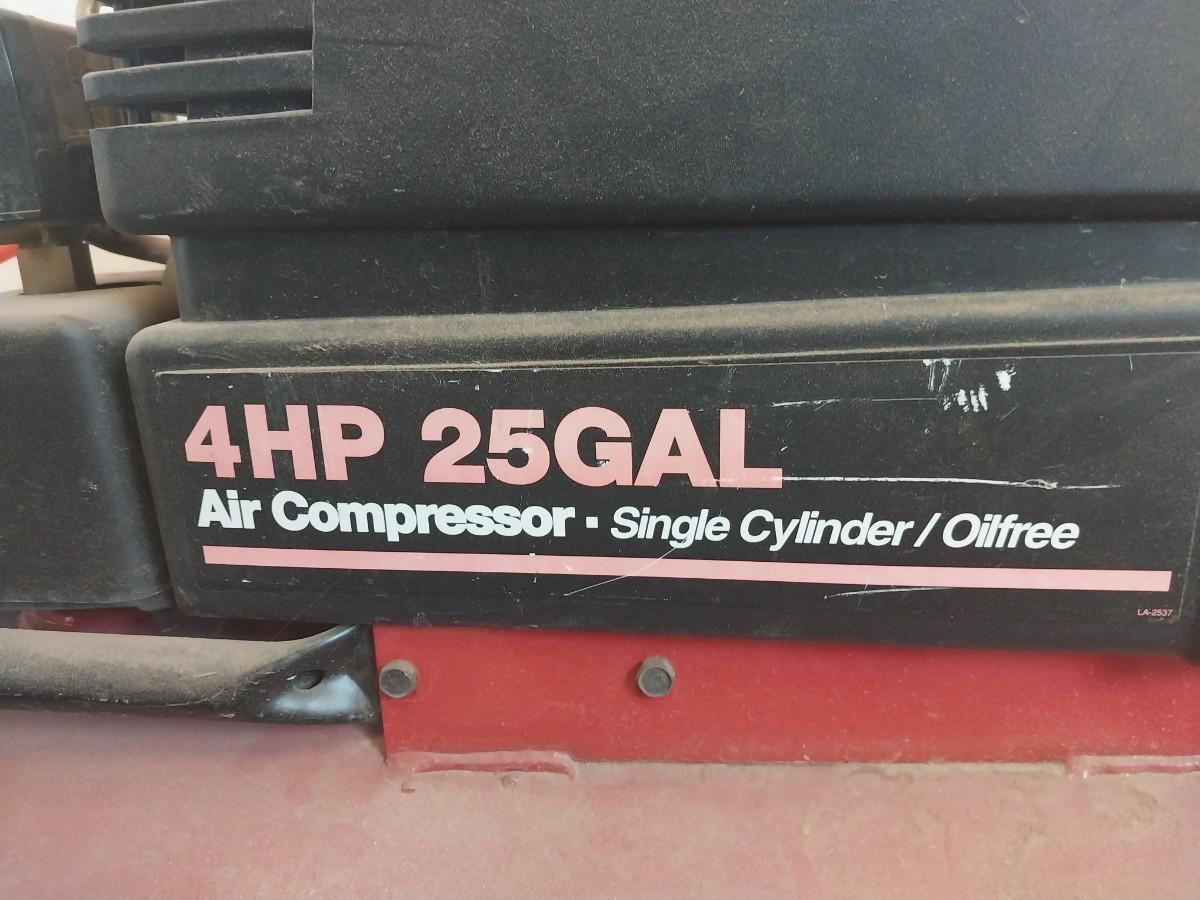 4HP 25GAL
Air Compressor · Single Cylinder / Oilfree
LA-2537